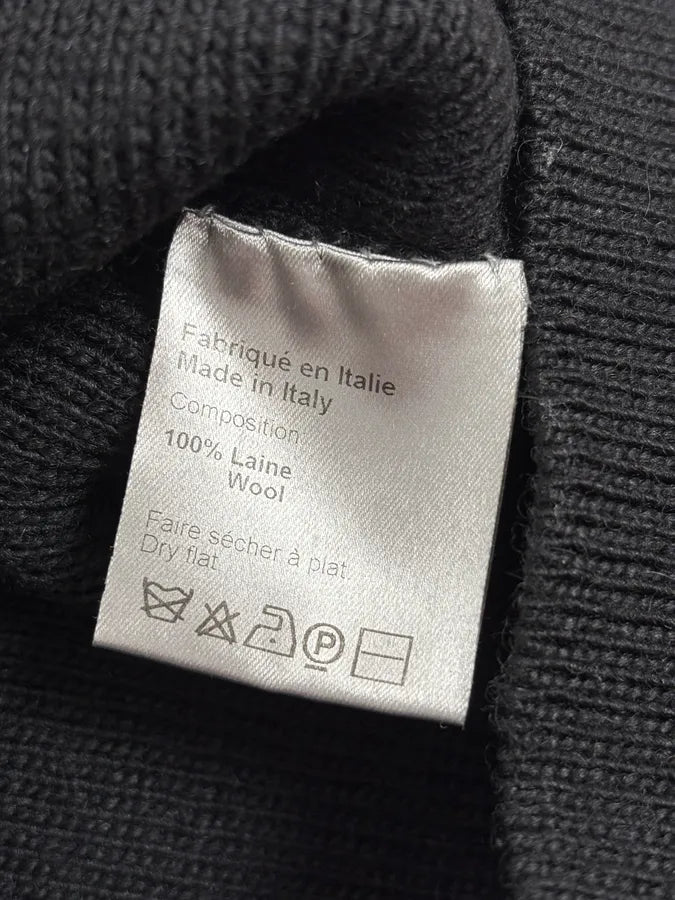 Fabriqué en Italie
Made in Italy
Composition:
100% Laine
Wool
Faire sécher à plat.
Dry flat
P